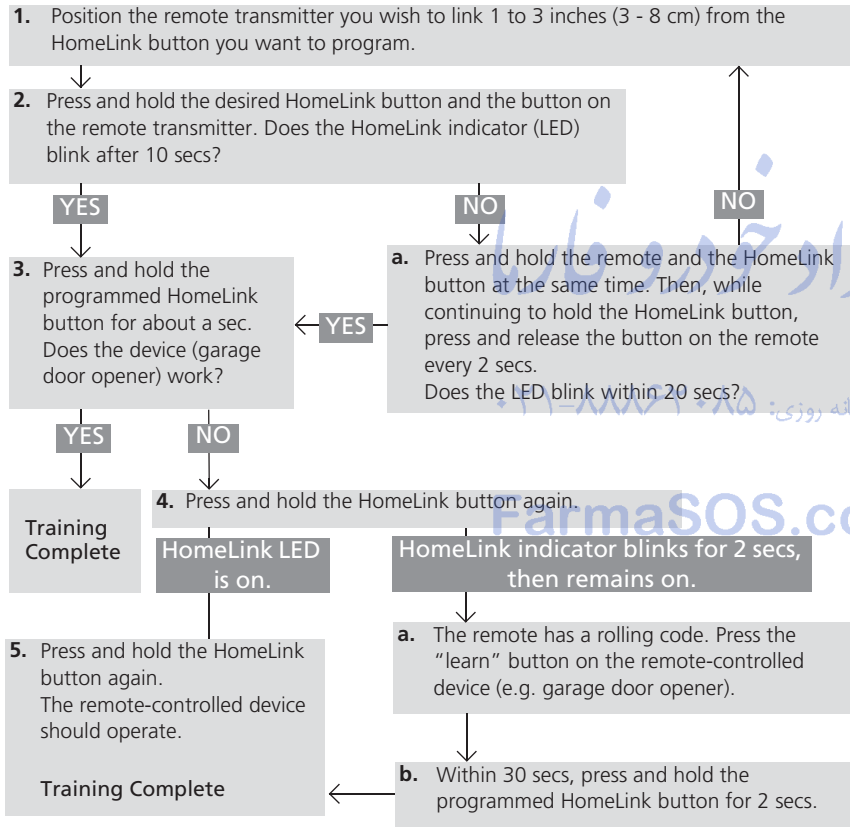 1. Position the remote transmitter you wish to link 1 to 3 inches (3 - 8 cm) from the
HomeLink button you want to program.
2. Press and hold the desired HomeLink button and the button on
the remote transmitter. Does the HomeLink indicator (LED)
blink after 10 secs?
YES
NO
NO
3. Press and hold the
programmed HomeLink
button for about a sec.
Does the device (garage
door opener) work?
YES
a. Press and hold the remote and the HomeLink
button at the same time. Then, while
continuing to hold the HomeLink button,
press and release the button on the remote
every 2 secs.
Does the LED blink within 20 secs?
خودرو فارما
YES
NO
Training
Complete
4. Press and hold the HomeLink button again.
FarmaSOS.co
HomeLink LED
is on.
HomeLink indicator blinks for 2 secs,
then remains on.
5. Press and hold the HomeLink
button again.
The remote-controlled device
should operate.
Training Complete
a. The remote has a rolling code. Press the
“learn” button on the remote-controlled
device (e.g. garage door opener).
b. Within 30 secs, press and hold the
programmed HomeLink button for 2 secs.